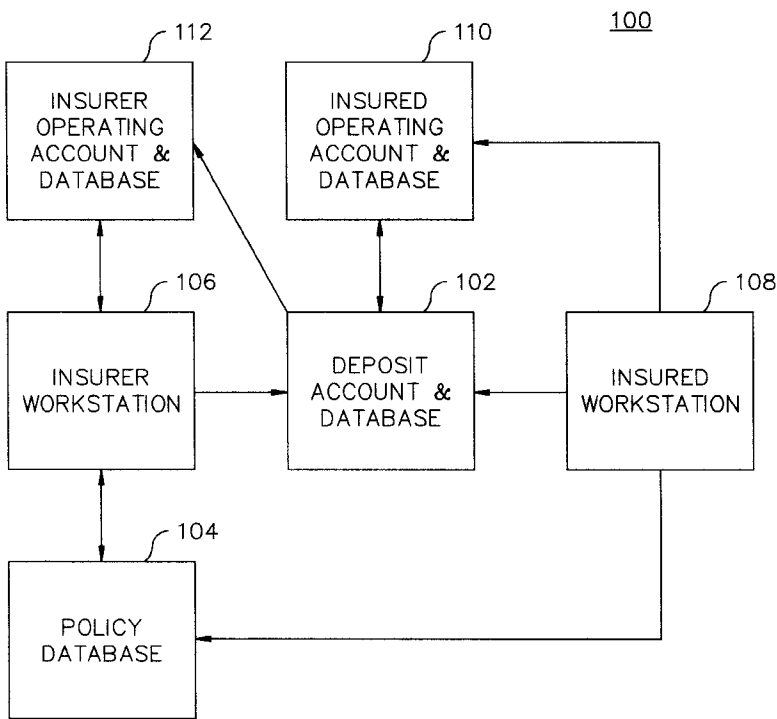 112
110
100
INSURER
OPERATING
ACCOUNT &
DATABASE
INSURED
OPERATING
ACCOUNT &
DATABASE
106
102
108
INSURER
WORKSTATION
DEPOSIT
ACCOUNT &
DATABASE
INSURED
WORKSTATION
104
POLICY
DATABASE